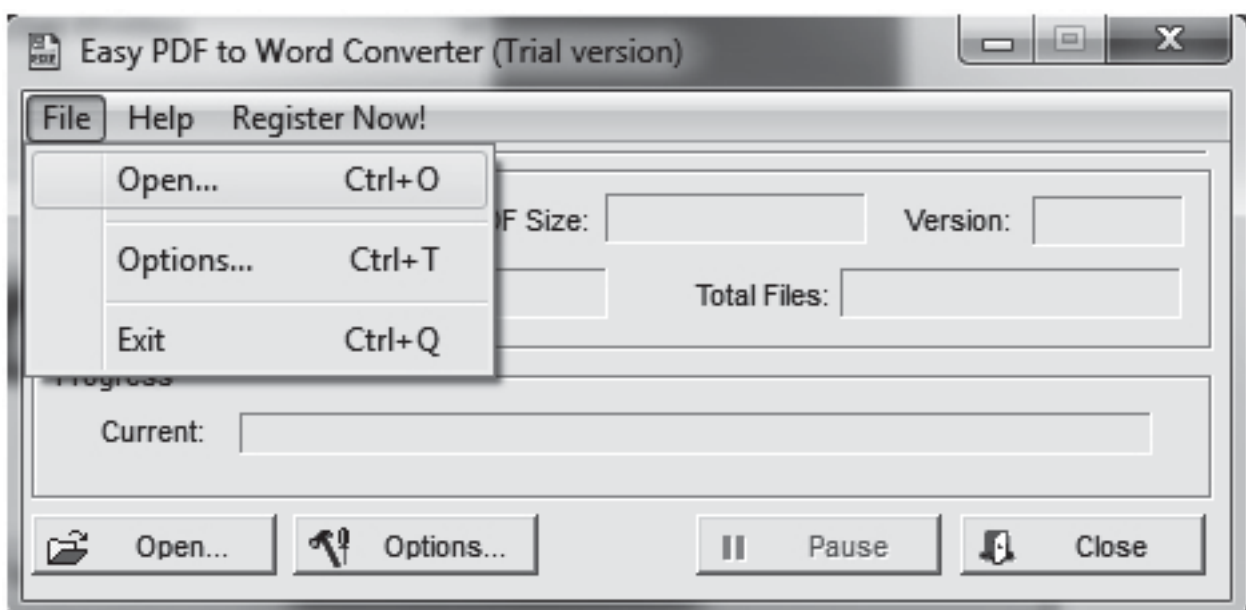 Easy PDF to Word Converter (Trial version)
File Help Register Now!
Open... Ctrl+O
Size: Version:
Options... Ctrl+T
Total Files:
Exit Ctrl+Q
Progress
Current:
Open... Options... Pause Close